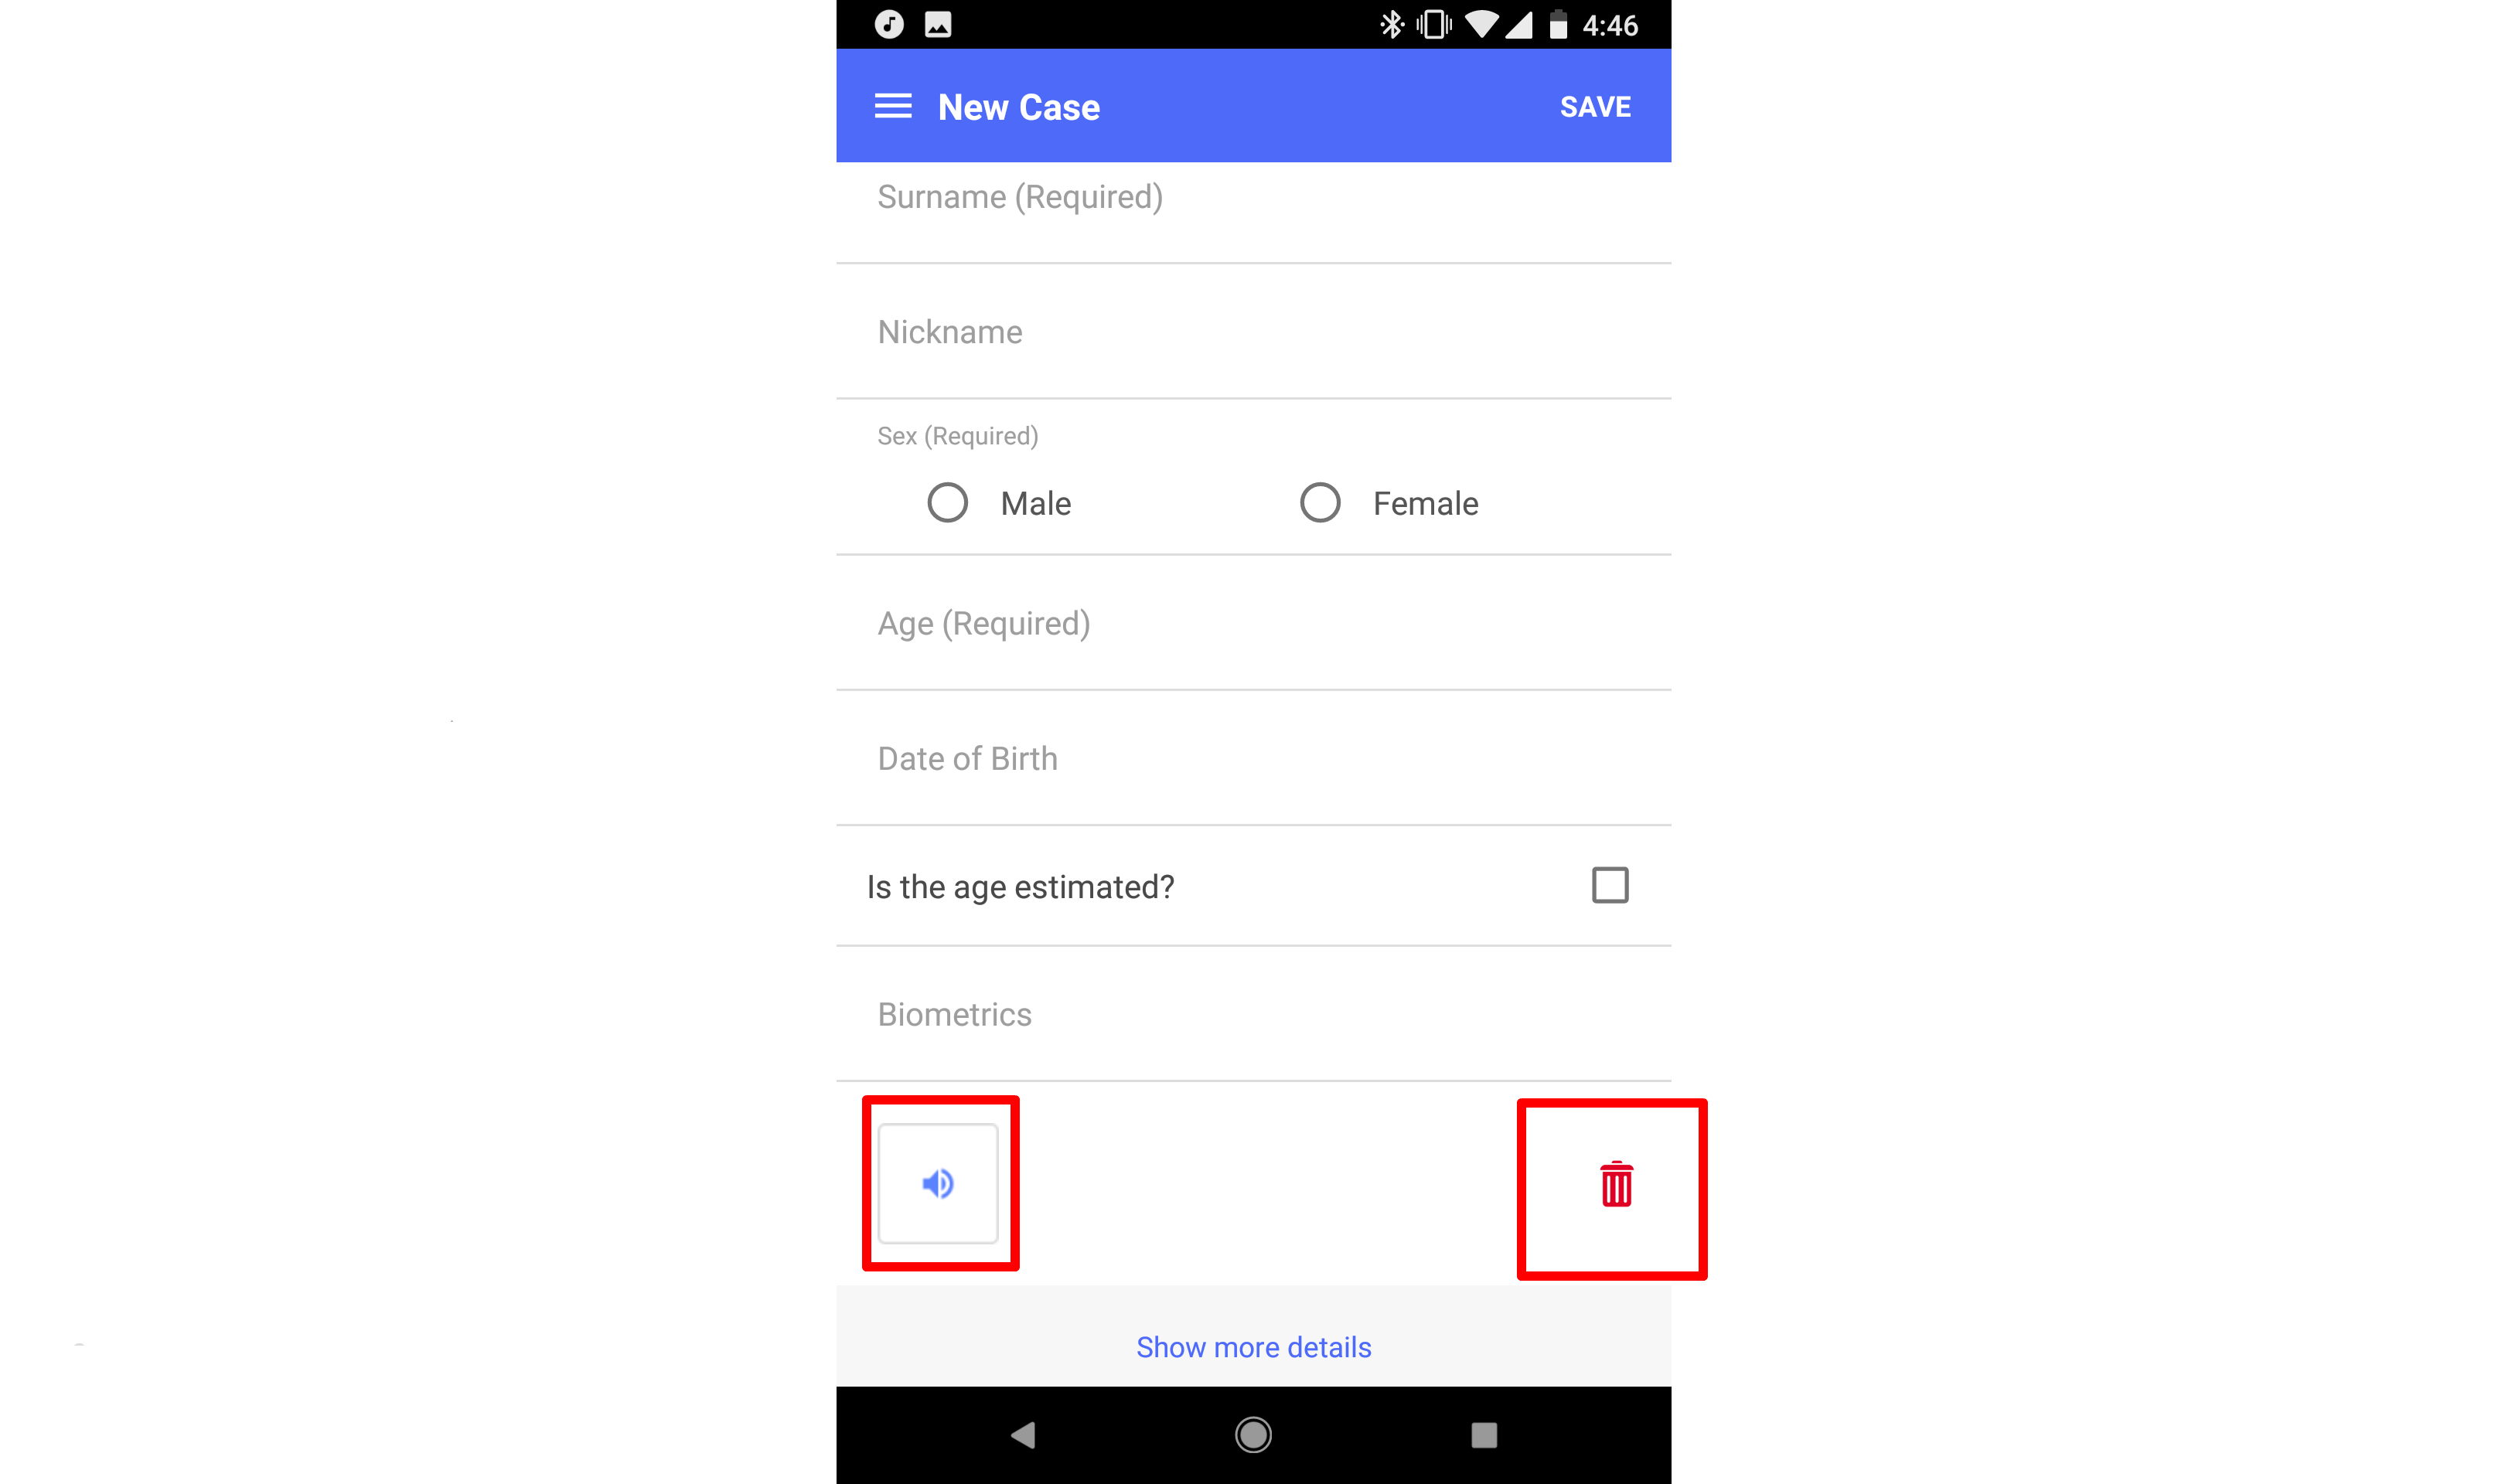 4:46
New Case
SAVE
Surname (Required)
Nickname
Sex (Required)
Male Female
Age (Required)
Date of Birth
Is the age estimated?
Biometrics
Show more details